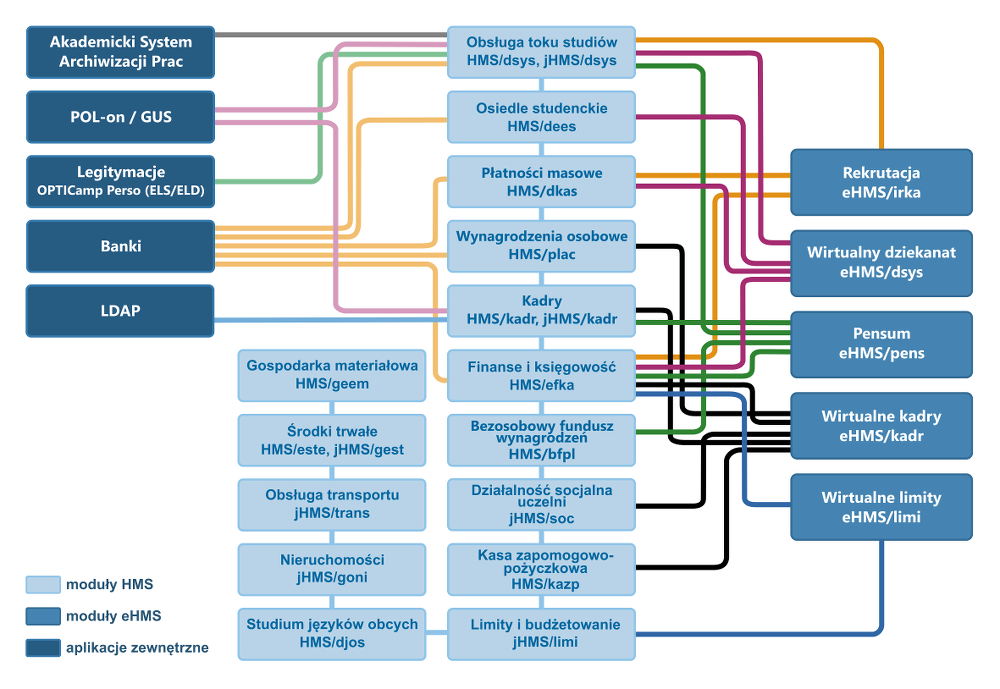 Akademicki System
Archiwizacji Prac
POL-on / GUS
Legitymacje
OPTICamp Perso (ELS/ELD)
Banki
LDAP
Gospodarka materiałowa
HMS/geem
Środki trwałe
HMS/este, jHMS/gest
Obsługa transportu
jHMS/trans
Nieruchomości
jHMS/goni
Studium języków obcych
HMS/djos
Obsługa toku studiów
HMS/dsys, jHMS/dsys
Osiedle studenckie
HMS/dees
Płatności masowe
HMS/dkas
Wynagrodzenia osobowe
HMS/plac
Kadry
HMS/kadr, jHMS/kadr
Finanse i księgowość
HMS/efka
Bezosobowy fundusz
wynagrodzeń
HMS/bfpl
Działalność socjalna
uczelni
jHMS/soc
Kasa zapomogowo-
pożyczkowa
HMS/kazp
Limity i budżetowanie
jHMS/limi
Rekrutacja
eHMS/irka
Wirtualny dziekanat
eHMS/dsys
Pensum
eHMS/pens
Wirtualne kadry
eHMS/kadr
Wirtualne limity
eHMS/limi
moduły HMS
moduły eHMS
aplikacje zewnętrzne